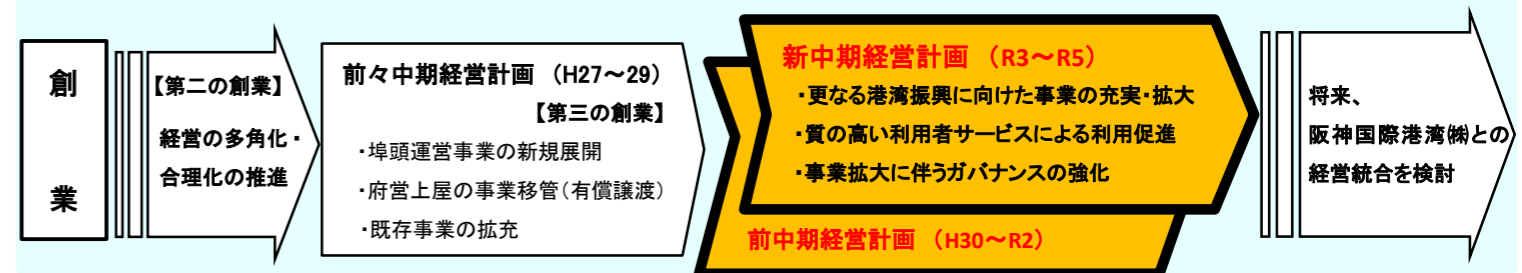 創
業
【第二の創業】
経営の多角化・
合理化の推進
前々中期経営計画 （H27～29）
【第三の創業】
・埠頭運営事業の新規展開
・府営上屋の事業移管（有償譲渡）
・既存事業の拡充
新中期経営計画 （R3～R5）
・更なる港湾振興に向けた事業の充実・拡大
・質の高い利用者サービスによる利用促進
・事業拡大に伴うガバナンスの強化
前中期経営計画 （H30～R2）
将来、
阪神国際港湾㈱との
経営統合を検討